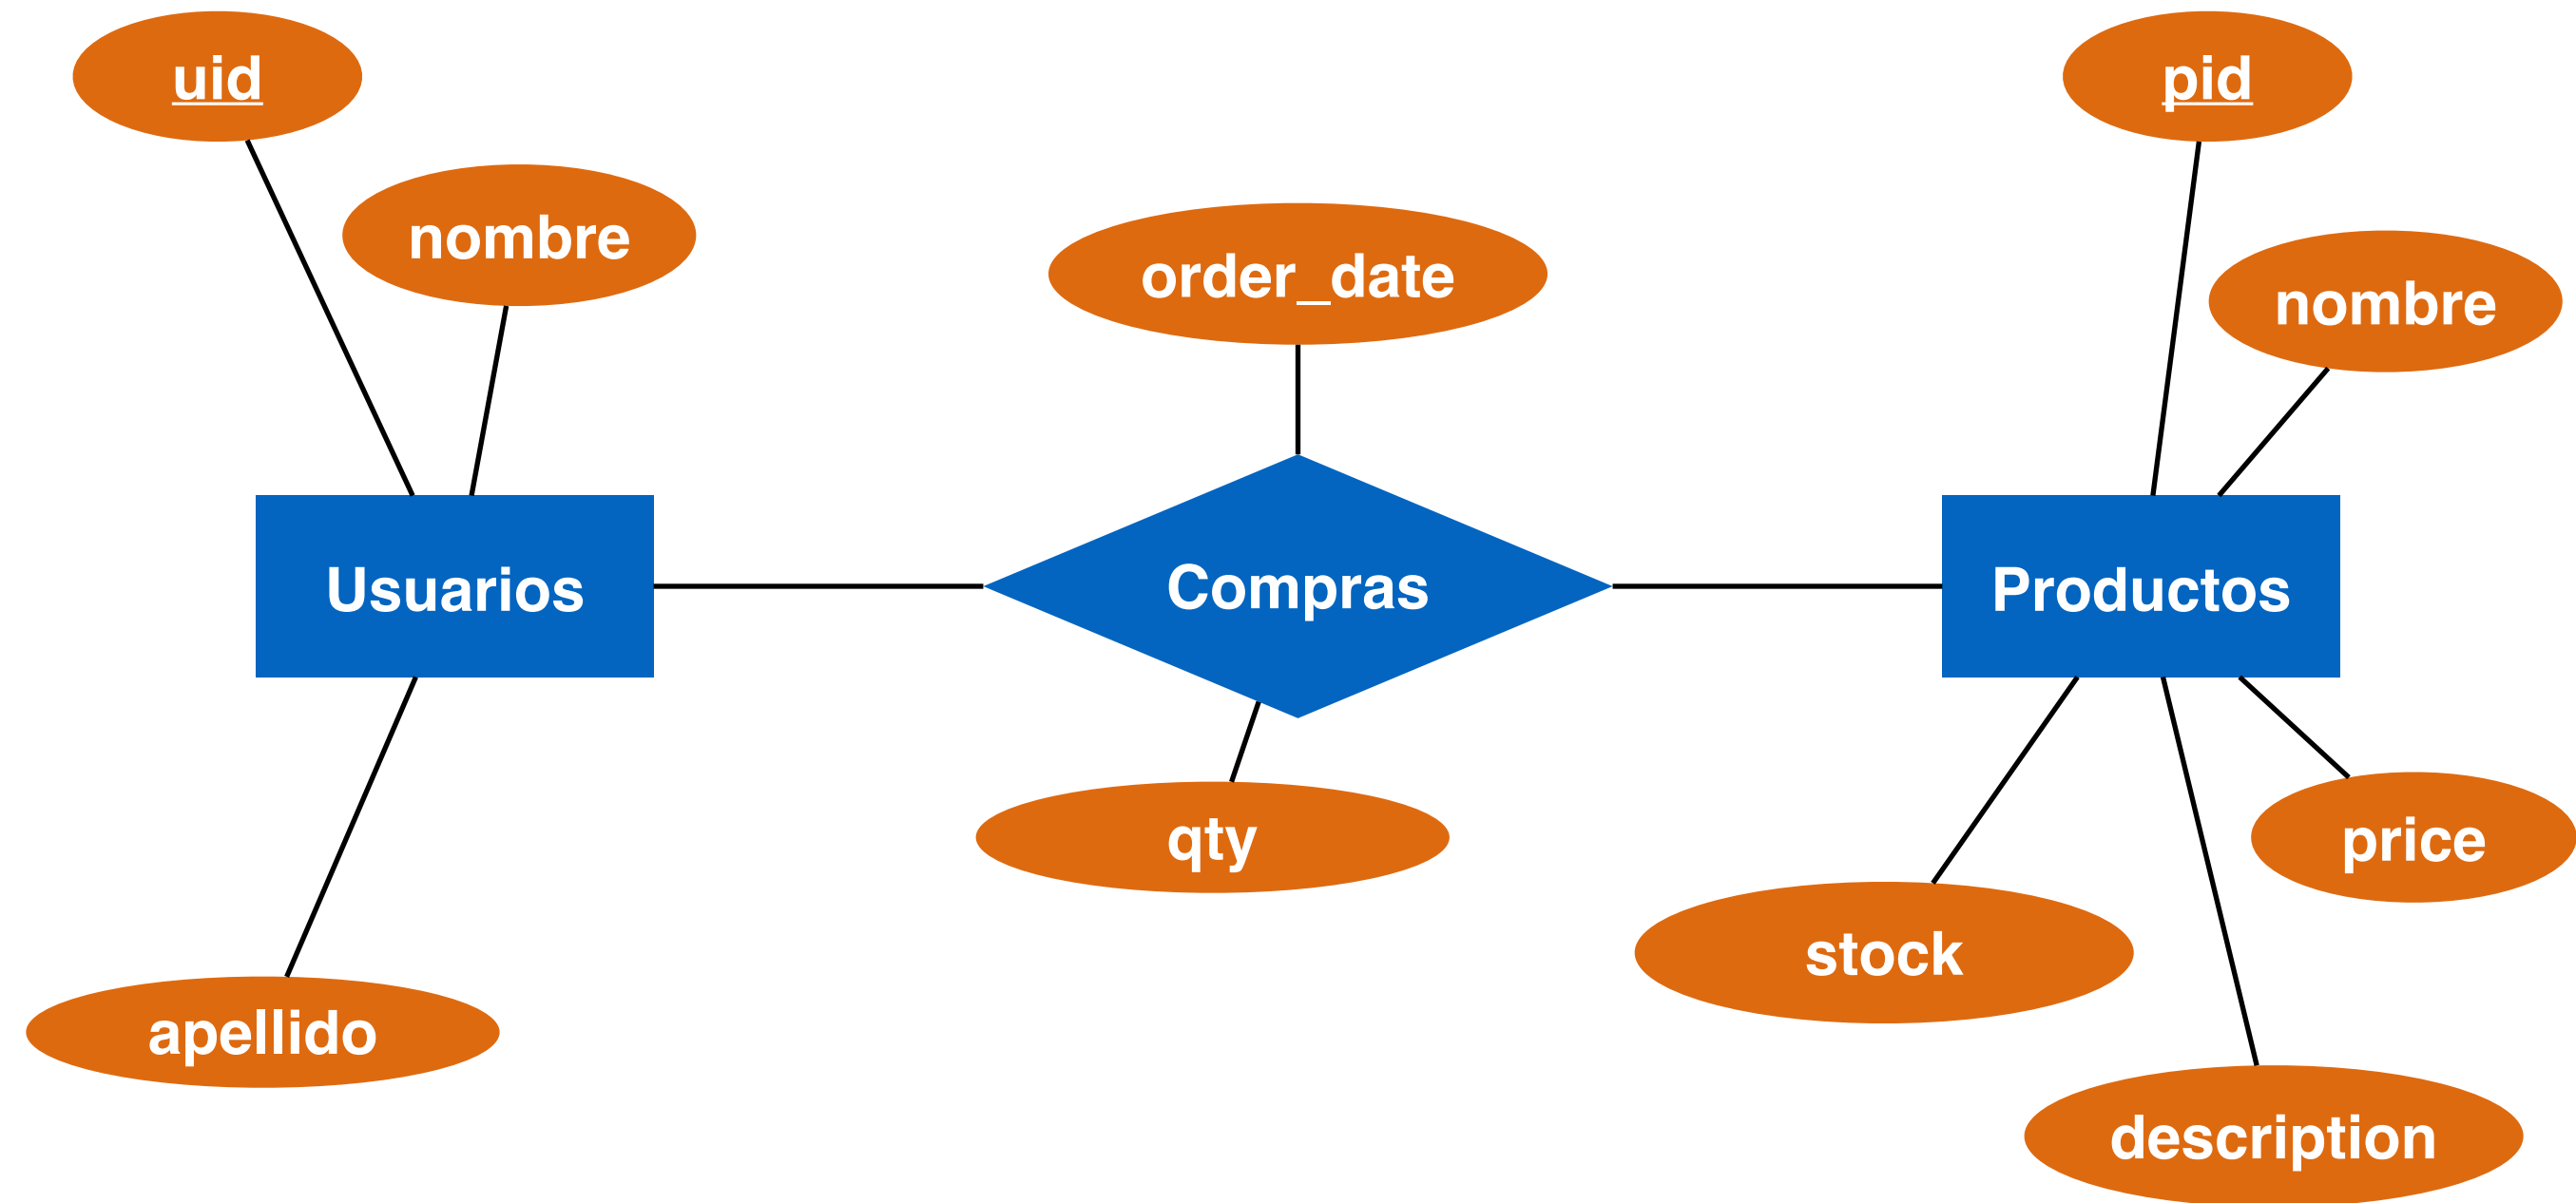 uid
pid
nombre
order_date
nombre
Usuarios
Compras
Productos
qty
price
stock
apellido
description